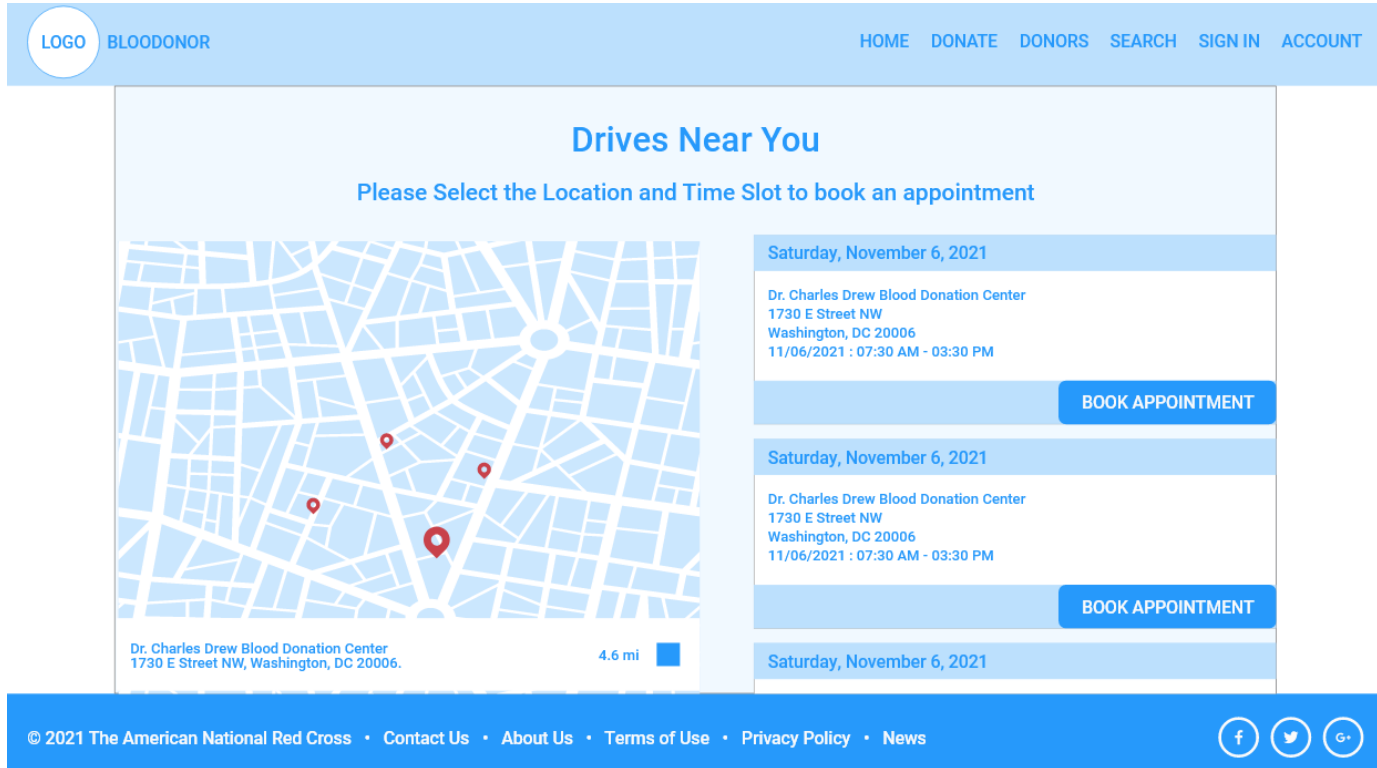 LOGO BLOODONOR HOME DONATE DONORS SEARCH SIGN IN ACCOUNT
Drives Near You
Please Select the Location and Time Slot to book an appointment
Dr. Charles Drew Blood Donation Center
1730 E Street NW, Washington, DC 20006.
4.6 mi
Saturday, November 6, 2021
Dr. Charles Drew Blood Donation Center
1730 E Street NW
Washington, DC 20006
11/06/2021 : 07:30 AM - 03:30 PM
BOOK APPOINTMENT
Saturday, November 6, 2021
Dr. Charles Drew Blood Donation Center
1730 E Street NW
Washington, DC 20006
11/06/2021 : 07:30 AM - 03:30 PM
BOOK APPOINTMENT
Saturday, November 6, 2021
© 2021 The American National Red Cross • Contact Us • About Us • Terms of Use • Privacy Policy • News